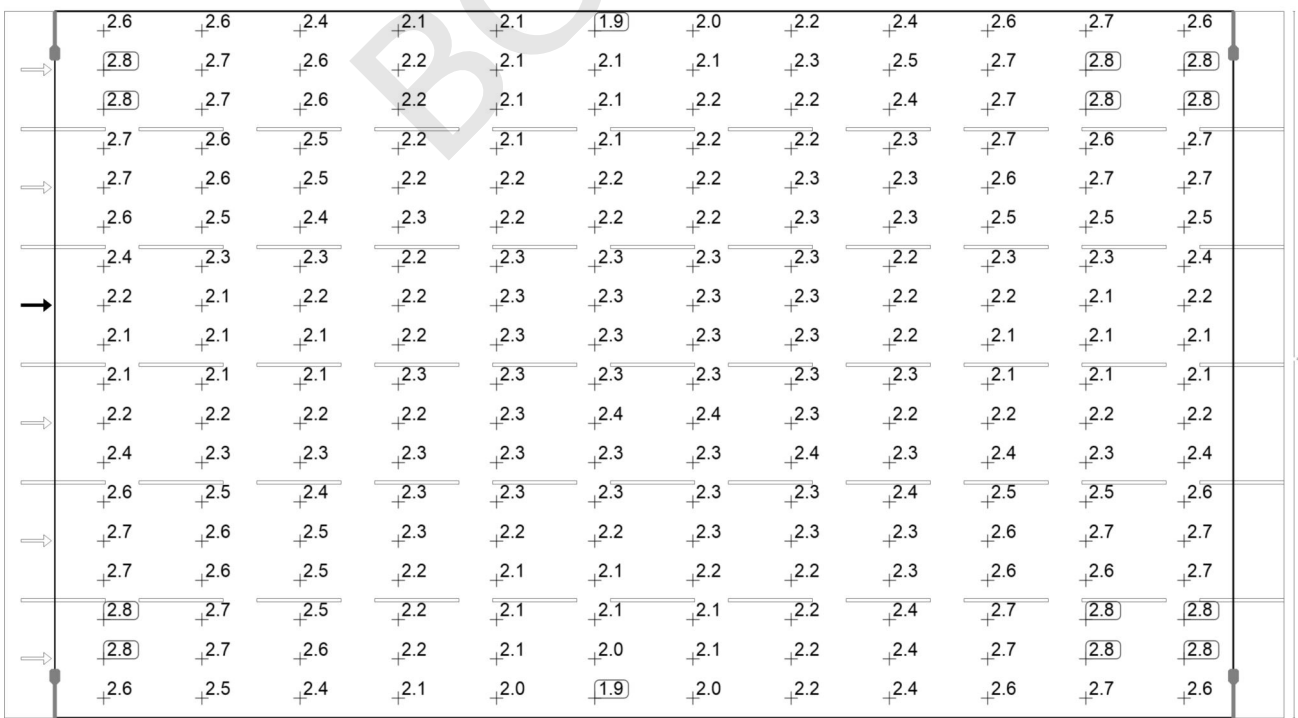 2.6 2.6 2.4 2.1 2.1 1.9 2.0 2.2 2.4 2.6 2.7 2.6
2.8 2.7 2.6 2.2 2.1 2.1 2.1 2.3 2.5 2.7 2.8 2.8
2.8 2.7 2.6 2.2 2.1 2.1 2.2 2.2 2.4 2.7 2.8 2.8
2.7 2.6 2.5 2.2 2.1 2.1 2.2 2.2 2.3 2.7 2.6 2.7
2.7 2.6 2.5 2.2 2.2 2.2 2.2 2.3 2.3 2.6 2.7 2.7
2.6 2.5 2.4 2.3 2.2 2.2 2.2 2.3 2.3 2.5 2.5 2.5
2.4 2.3 2.3 2.2 2.3 2.3 2.3 2.3 2.2 2.3 2.3 2.4
2.2 2.1 2.2 2.2 2.3 2.3 2.3 2.3 2.2 2.2 2.1 2.2
2.1 2.1 2.1 2.2 2.3 2.3 2.3 2.3 2.2 2.1 2.1 2.1
2.1 2.1 2.1 2.3 2.3 2.3 2.3 2.3 2.3 2.1 2.1 2.1
2.2 2.2 2.2 2.2 2.3 2.4 2.4 2.3 2.2 2.2 2.2 2.2
2.4 2.3 2.3 2.3 2.3 2.3 2.3 2.4 2.3 2.4 2.3 2.4
2.6 2.5 2.4 2.3 2.3 2.3 2.3 2.3 2.4 2.5 2.5 2.6
2.7 2.6 2.5 2.3 2.2 2.2 2.3 2.3 2.3 2.6 2.7 2.7
2.7 2.6 2.5 2.2 2.1 2.1 2.2 2.2 2.3 2.6 2.6 2.7
2.8 2.7 2.5 2.2 2.1 2.1 2.1 2.2 2.4 2.7 2.8 2.8
2.8 2.7 2.6 2.2 2.1 2.0 2.1 2.2 2.4 2.7 2.8 2.8
2.6 2.5 2.4 2.1 2.0 1.9 2.0 2.2 2.4 2.6 2.7 2.6